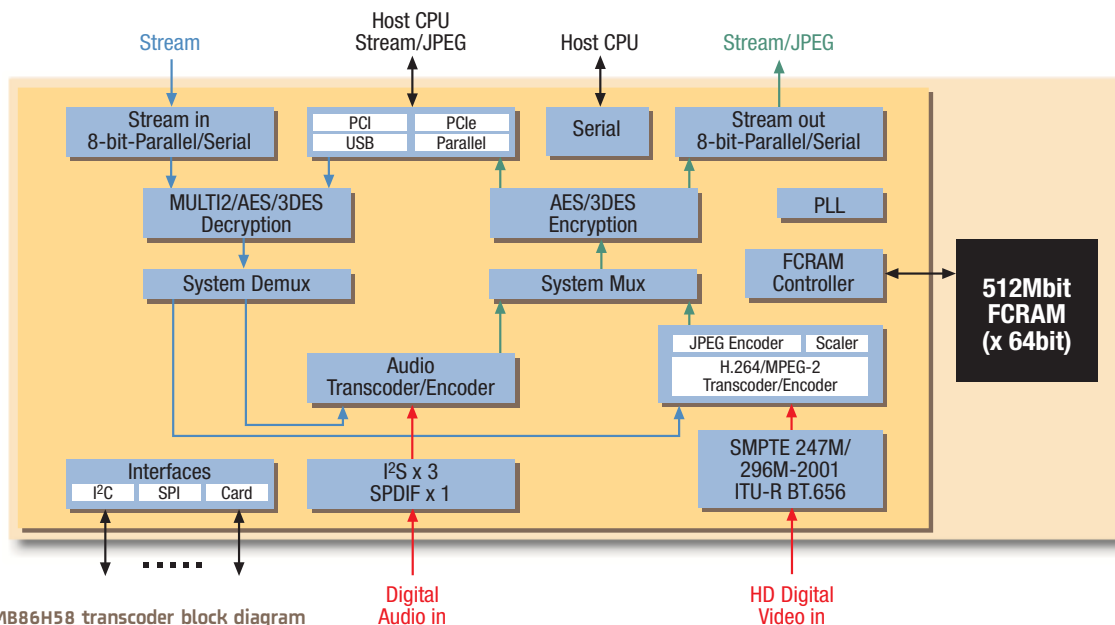 Host CPU
Stream/JPEG
Stream
Host CPU
Stream/JPEG
Stream in
8-bit-Parallel/Serial
PCI
PCIe
USB
Parallel
Serial
Stream out
8-bit-Parallel/Serial
MULTI2/AES/3DES
Decryption
AES/3DES
Encryption
PLL
System Demux
System Mux
FCRAM
Controller
512Mbit
FCRAM
(x 64bit)
Audio
Transcoder/Encoder
JPEG Encoder
Scaler
H.264/MPEG-2
Transcoder/Encoder
Interfaces
I²C
SPI
Card
I²S x 3
SPDIF x 1
SMPTE 247M/
296M-2001
ITU-R BT.656
Digital
Audio in
HD Digital
Video in
MB86H58 transcoder block diagram